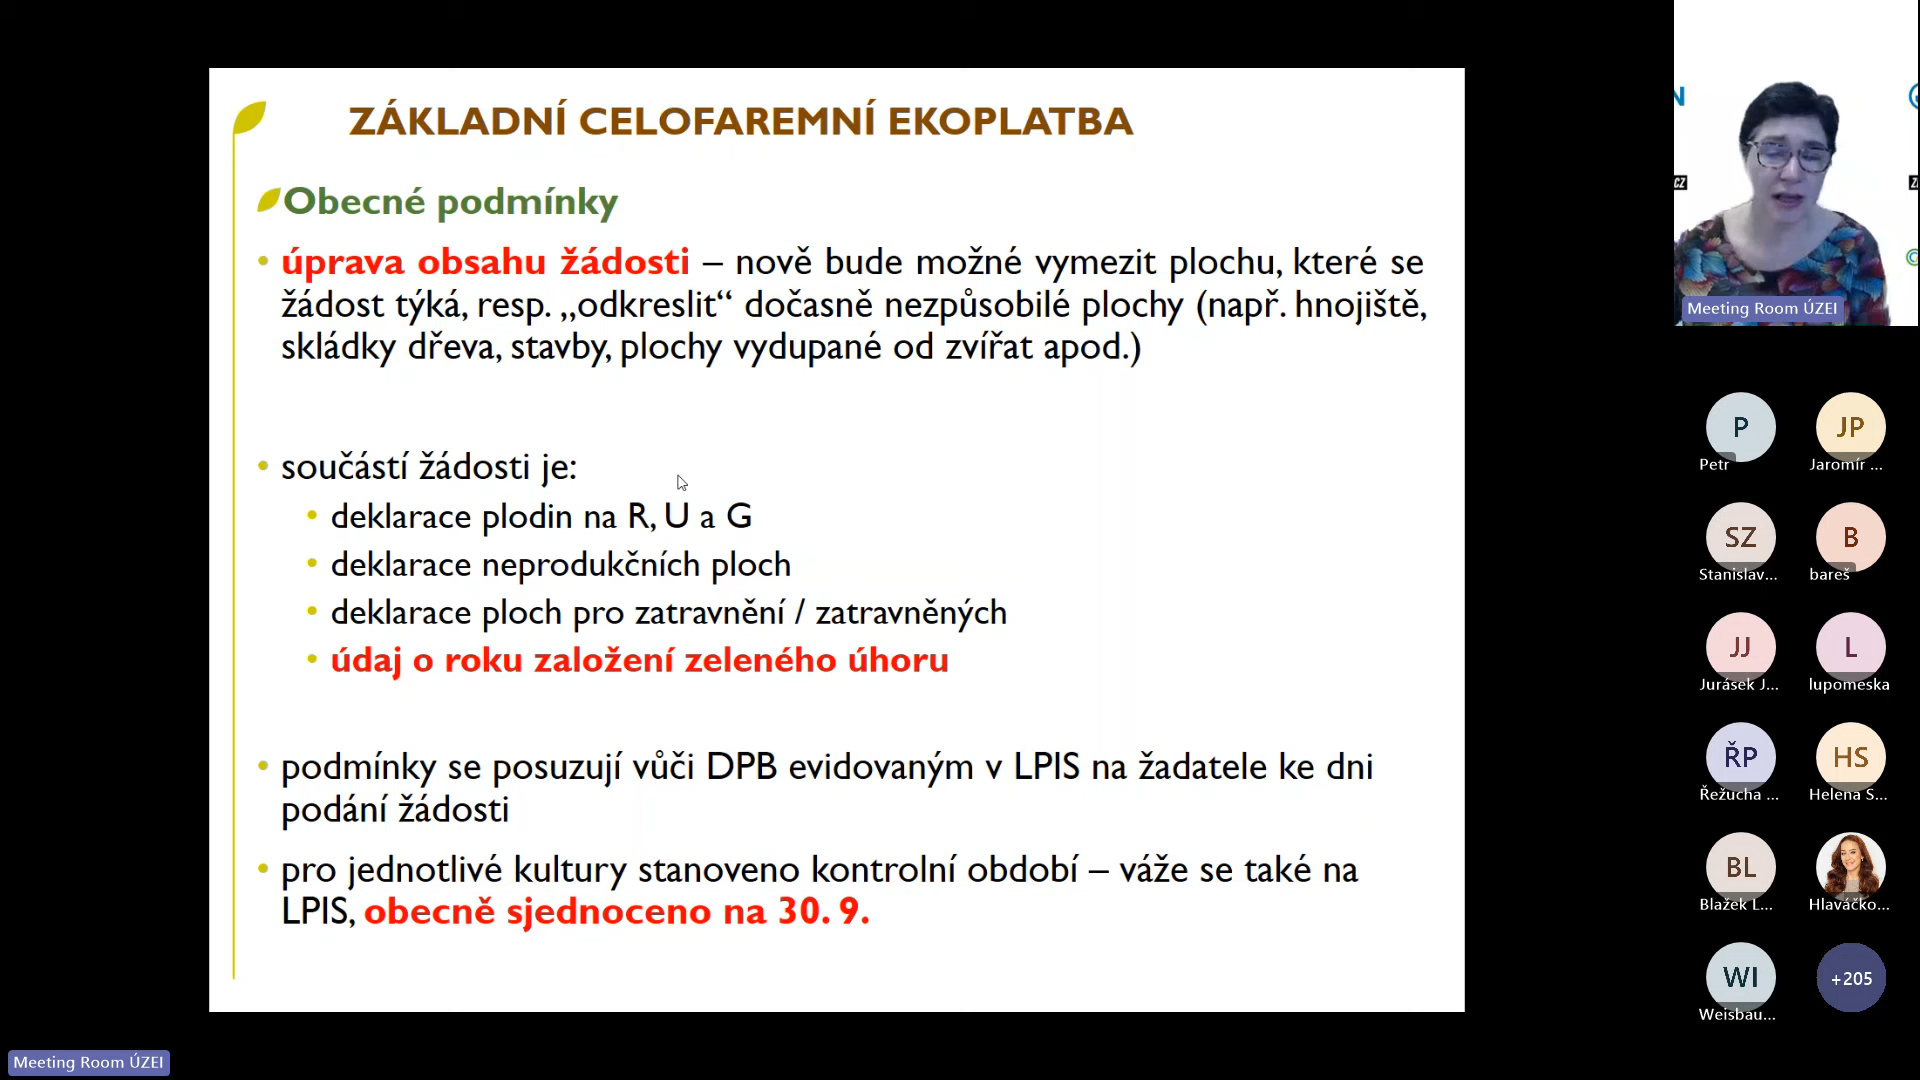 ZÁKLADNÍ CELOFAREMNÍ EKOPLATBA
Obecné podmínky
• úprava obsahu žádosti – nově bude možné vymezit plochu, které se
žádost týká, resp. „odkreslit“ dočasně nezpůsobilé plochy (např. hnojiště,
skládky dřeva, stavby, plochy vydupané od zvířat apod.)
• součástí žádosti je:
• deklarace plodin na R, U a G
• deklarace neprodukčních ploch
• deklarace ploch pro zatravnění / zatravněných
• údaj o roku založení zeleného úhoru
• podmínky se posuzují vůči DPB evidovaným v LPIS na žadatele ke dni
podání žádosti
• pro jednotlivé kultury stanoveno kontrolní období – váže se také na
LPIS, obecně sjednoceno na 30. 9.
Meeting Room ÚZEI
N
CZ
Meeting Room ÚZEI
P
JP
Petr
Jaromír ...
SZ
B
Stanislav...
bareš
JJ
L
Jurásek J...
lupomeska
ŘP
HS
Řežucha ...
Helena S...
BL
Blažek L...
Hlaváčko...
WI
+205
Weisbau...